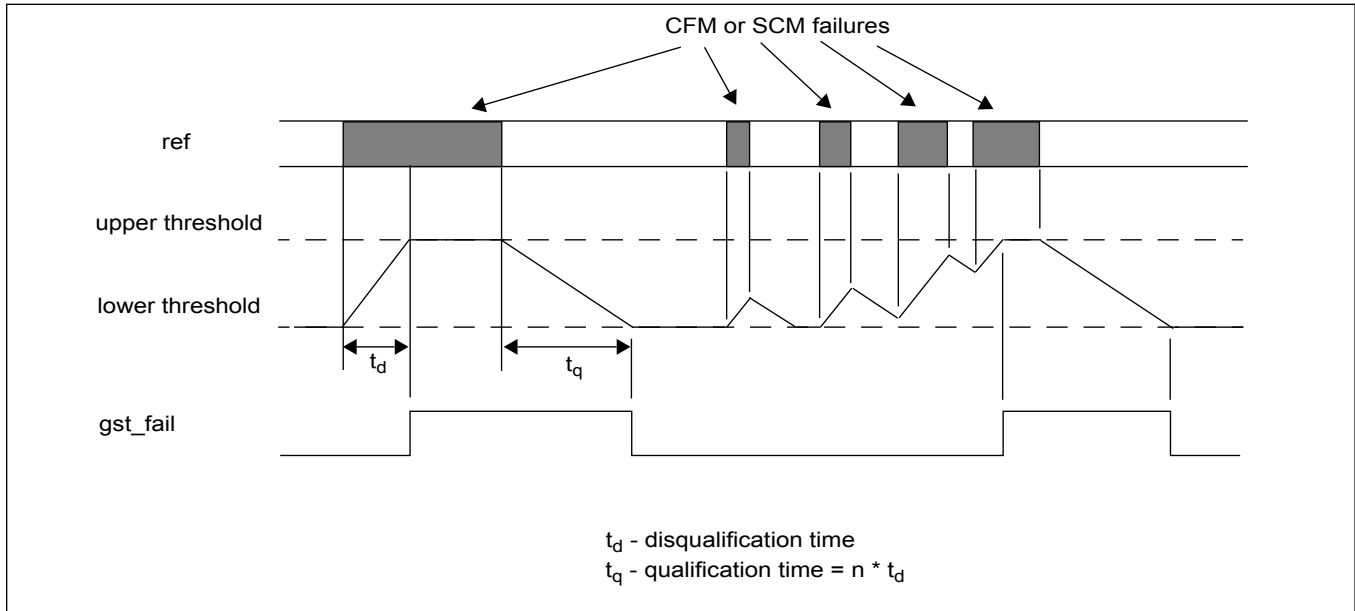 CFM or SCM failures
ref
upper threshold
lower threshold
td
tq
gst_fail
td - disqualification time
tq - qualification time = n * td